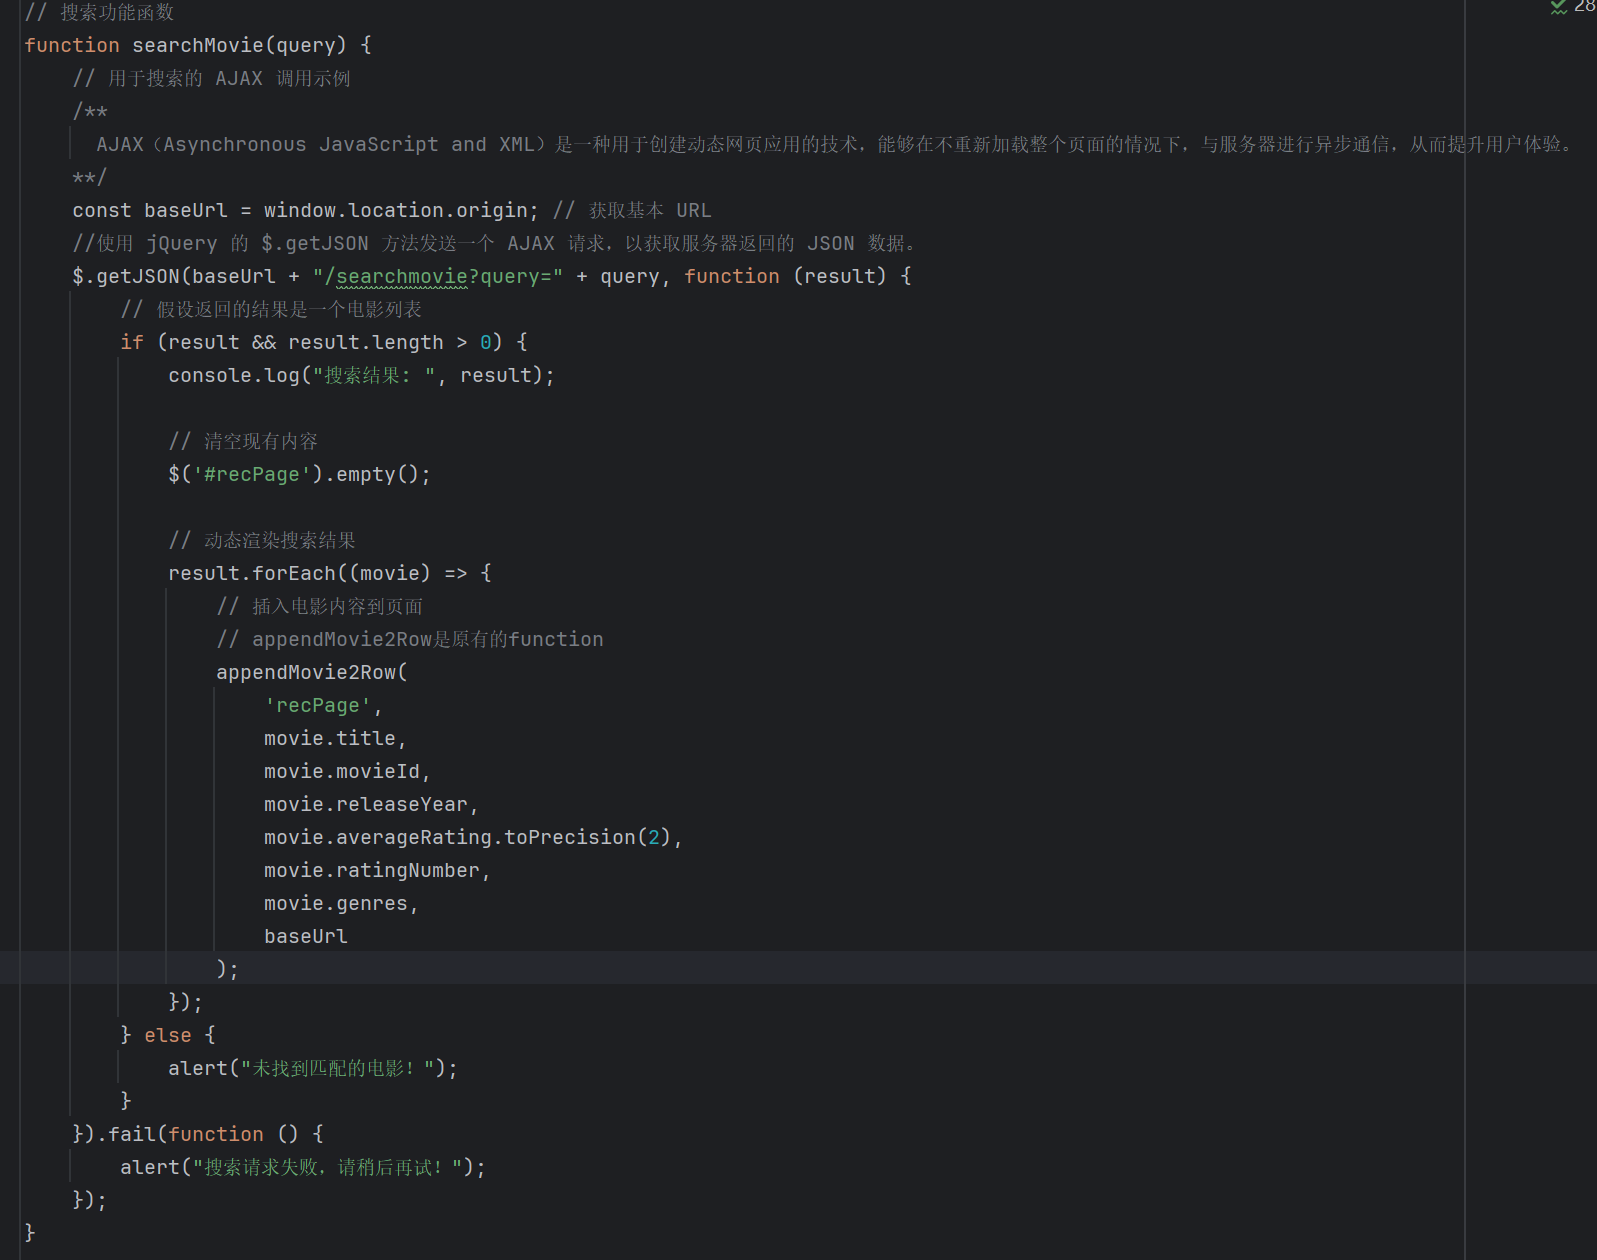 // 搜索功能函数
28
function searchMovie(query) {
// 用于搜索的 AJAX 调用示例
/**
AJAX（Asynchronous JavaScript and XML）是一种用于创建动态网页应用的技术，能够在不重新加载整个页面的情况下，与服务器进行异步通信，从而提升用户体验。
**/
const baseUrl = window.location.origin; // 获取基本 URL
//使用 jQuery 的 $.getJSON 方法发送一个 AJAX 请求，以获取服务器返回的 JSON 数据。
$.getJSON(baseUrl + "/searchmovie?query=" + query, function (result) {
// 假设返回的结果是一个电影列表
if (result && result.length > 0) {
console.log("搜索结果: ", result);
// 清空现有内容
$('#recPage').empty();
// 动态渲染搜索结果
result.forEach((movie) => {
// 插入电影内容到页面
// appendMovie2Row是原有的function
appendMovie2Row(
'recPage',
movie.title,
movie.movieId,
movie.releaseYear,
movie.averageRating.toPrecision(2),
movie.ratingNumber,
movie.genres,
baseUrl
);
});
} else {
alert("未找到匹配的电影！");
}
}).fail(function () {
alert("搜索请求失败，请稍后再试！");
});
}